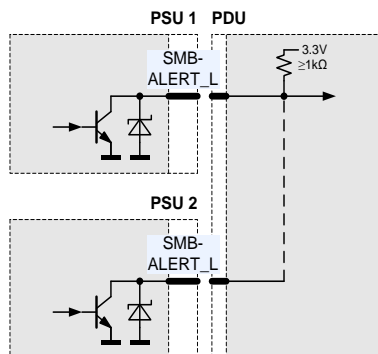 PSU 1 PDU
3.3V
≥1kΩ
SMB-
ALERT_L
PSU 2
SMB-
ALERT_L